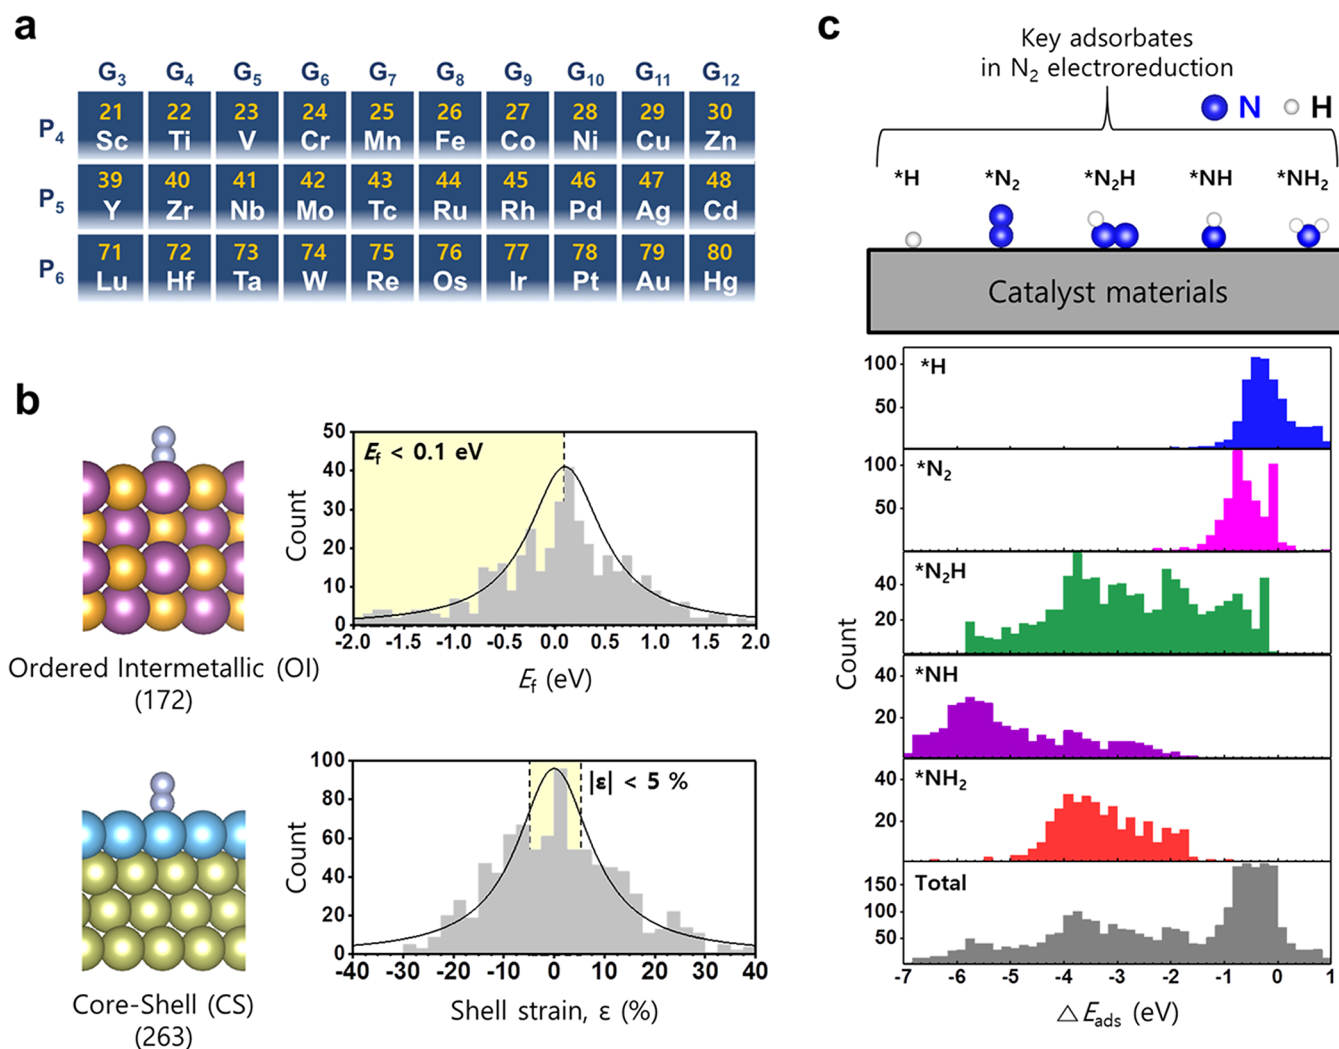 a
G3 G4 G5 G6 G7 G8 G9 G10 G11 G12
P4
21 22 23 24 25 26 27 28 29 30
Sc Ti V Cr Mn Fe Co Ni Cu Zn
P5
39 40 41 42 43 44 45 46 47 48
Y Zr Nb Mo Tc Ru Rh Pd Ag Cd
P6
71 72 73 74 75 76 77 78 79 80
Lu Hf Ta W Re Os Ir Pt Au Hg
b
Ordered Intermetallic (OI)
(172)
Ef < 0.1 eV
Count
50
40
30
20
10
0
-2.0 -1.5 -1.0 -0.5 0.0 0.5 1.0 1.5 2.0
Ef (eV)
Core-Shell (CS)
(263)
|ε| < 5 %
Count
100
80
60
40
20
0
-40 -30 -20 -10 0 10 20 30 40
Shell strain, ε (%)
c
Key adsorbates
in N2 electroreduction
N H
*H *N2 *N2H *NH *NH2
Catalyst materials
Count
*H
100
50
*N2
100
50
*N2H
40
20
*NH
40
20
*NH2
40
20
Total
150
100
50
-7 -6 -5 -4 -3 -2 -1 0 1
△Eads (eV)